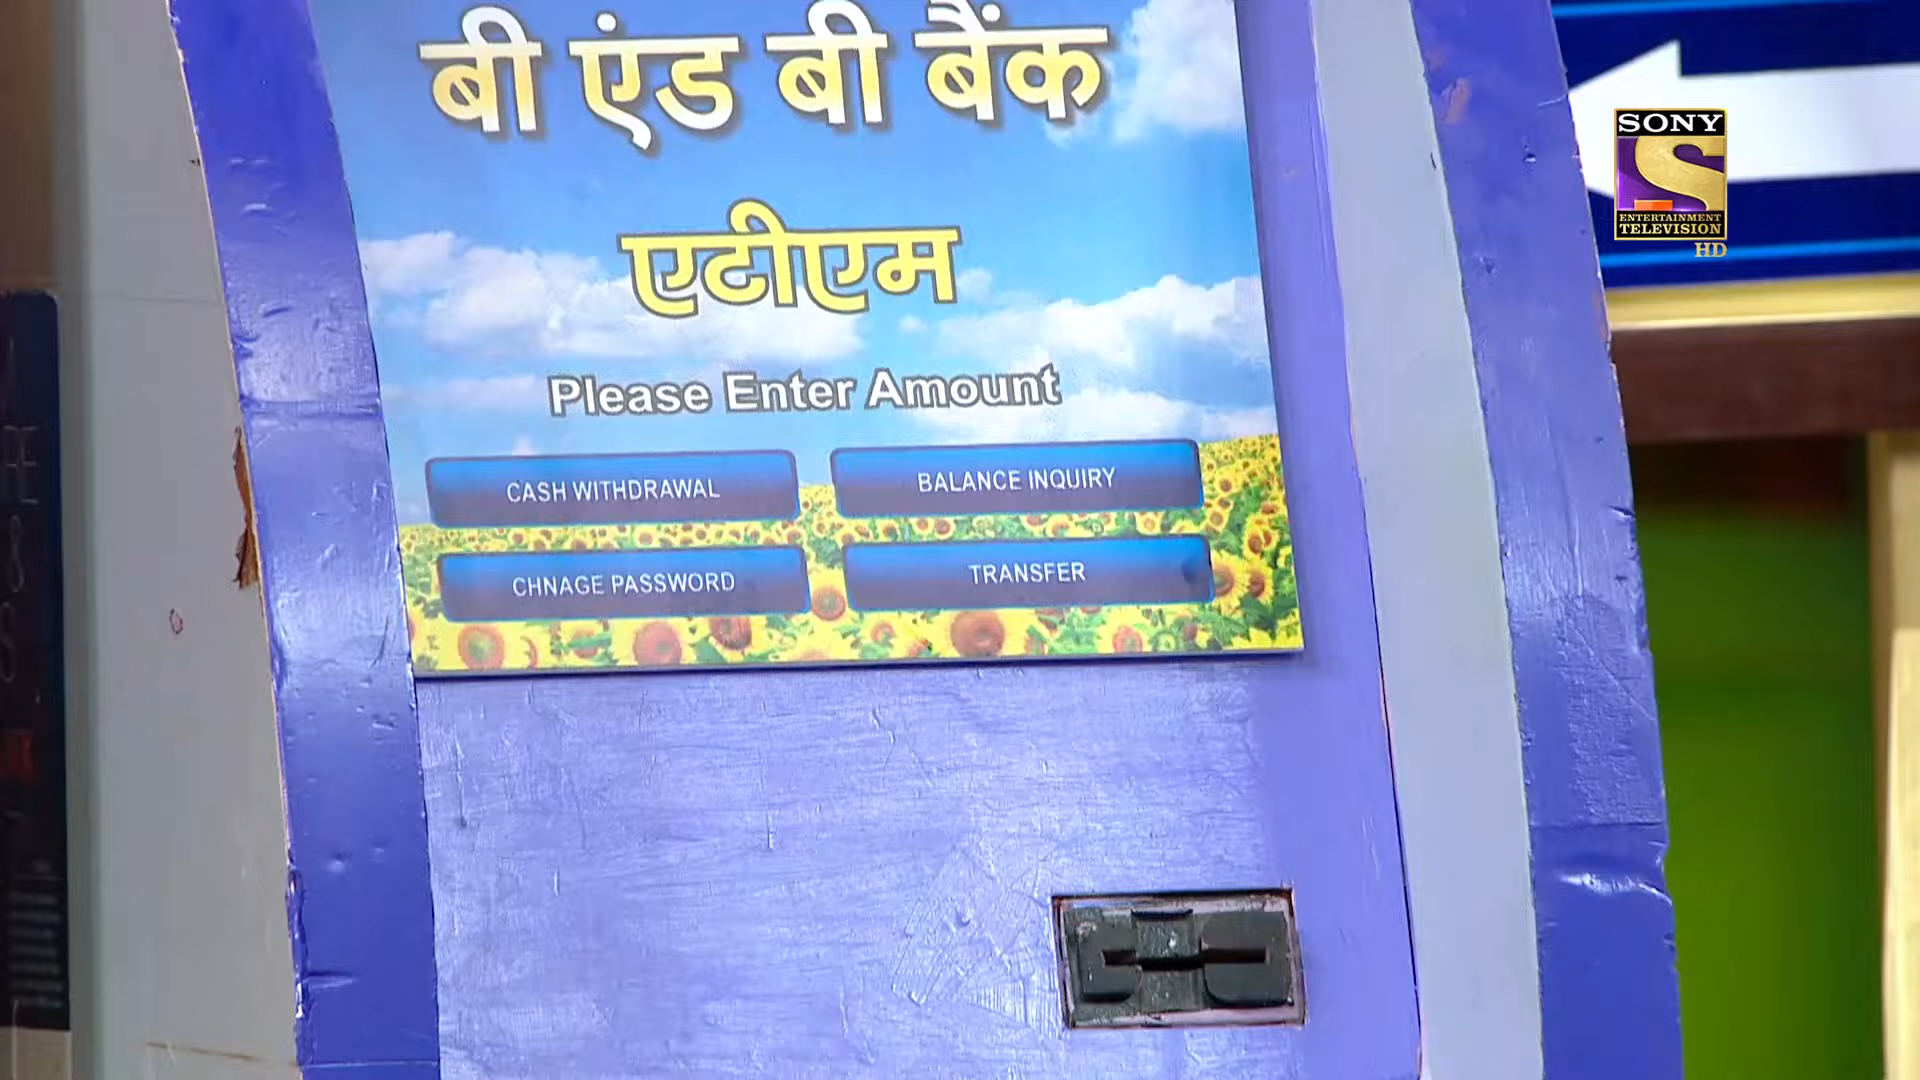 बी एंड बी बैंक
एटीएम
Please Enter Amount
CASH WITHDRAWAL
BALANCE INQUIRY
CHNAGE PASSWORD
TRANSFER
SONY
ENTERTAINMENT
TELEVISION
HD